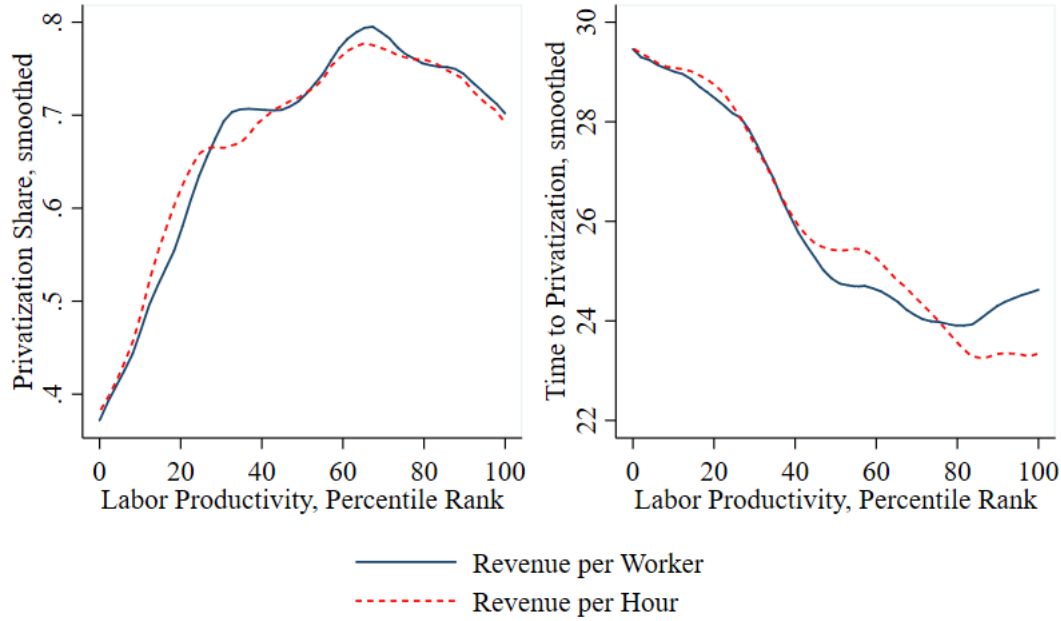 Privatization Share, smoothed
.8
.7
.6
.5
.4
0 20 40 60 80 100
Labor Productivity, Percentile Rank
Time to Privatization, smoothed
30
28
26
24
22
0 20 40 60 80 100
Labor Productivity, Percentile Rank
Revenue per Worker
Revenue per Hour